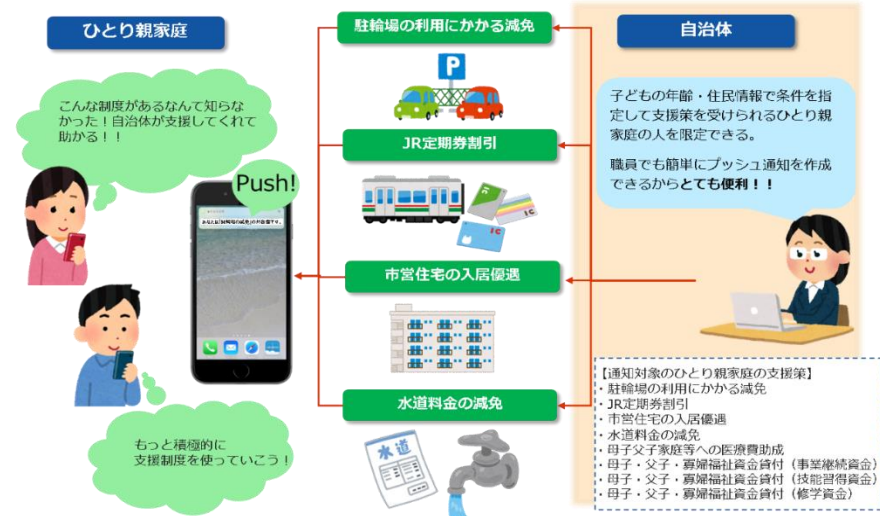 ひとり親家庭
こんな制度があるなんて知らな
かった！自治体が支援してくれて
助かる！！
Push!
もっと積極的に
支援制度を使っていこう！
駐輪場の利用にかかる減免
P
JR定期券割引
IC
IC
市営住宅の入居優遇
水道料金の減免
水道
自治体
子どもの年齢・住民情報で条件を指
定して支援策を受けられるひとり親
家庭の人を限定できる。
職員でも簡単にプッシュ通知を作成
できるからとても便利！！
【通知対象のひとり親家庭の支援策】
・駐輪場の利用にかかる減免
・JR定期券割引
・市営住宅の入居優遇
・水道料金の減免
・母子父子家庭等への医療費助成
・母子・父子・寡婦福祉資金貸付（事業継続資金）
・母子・父子・寡婦福祉資金貸付（技能習得資金）
・母子・父子・寡婦福祉資金貸付（修学資金）